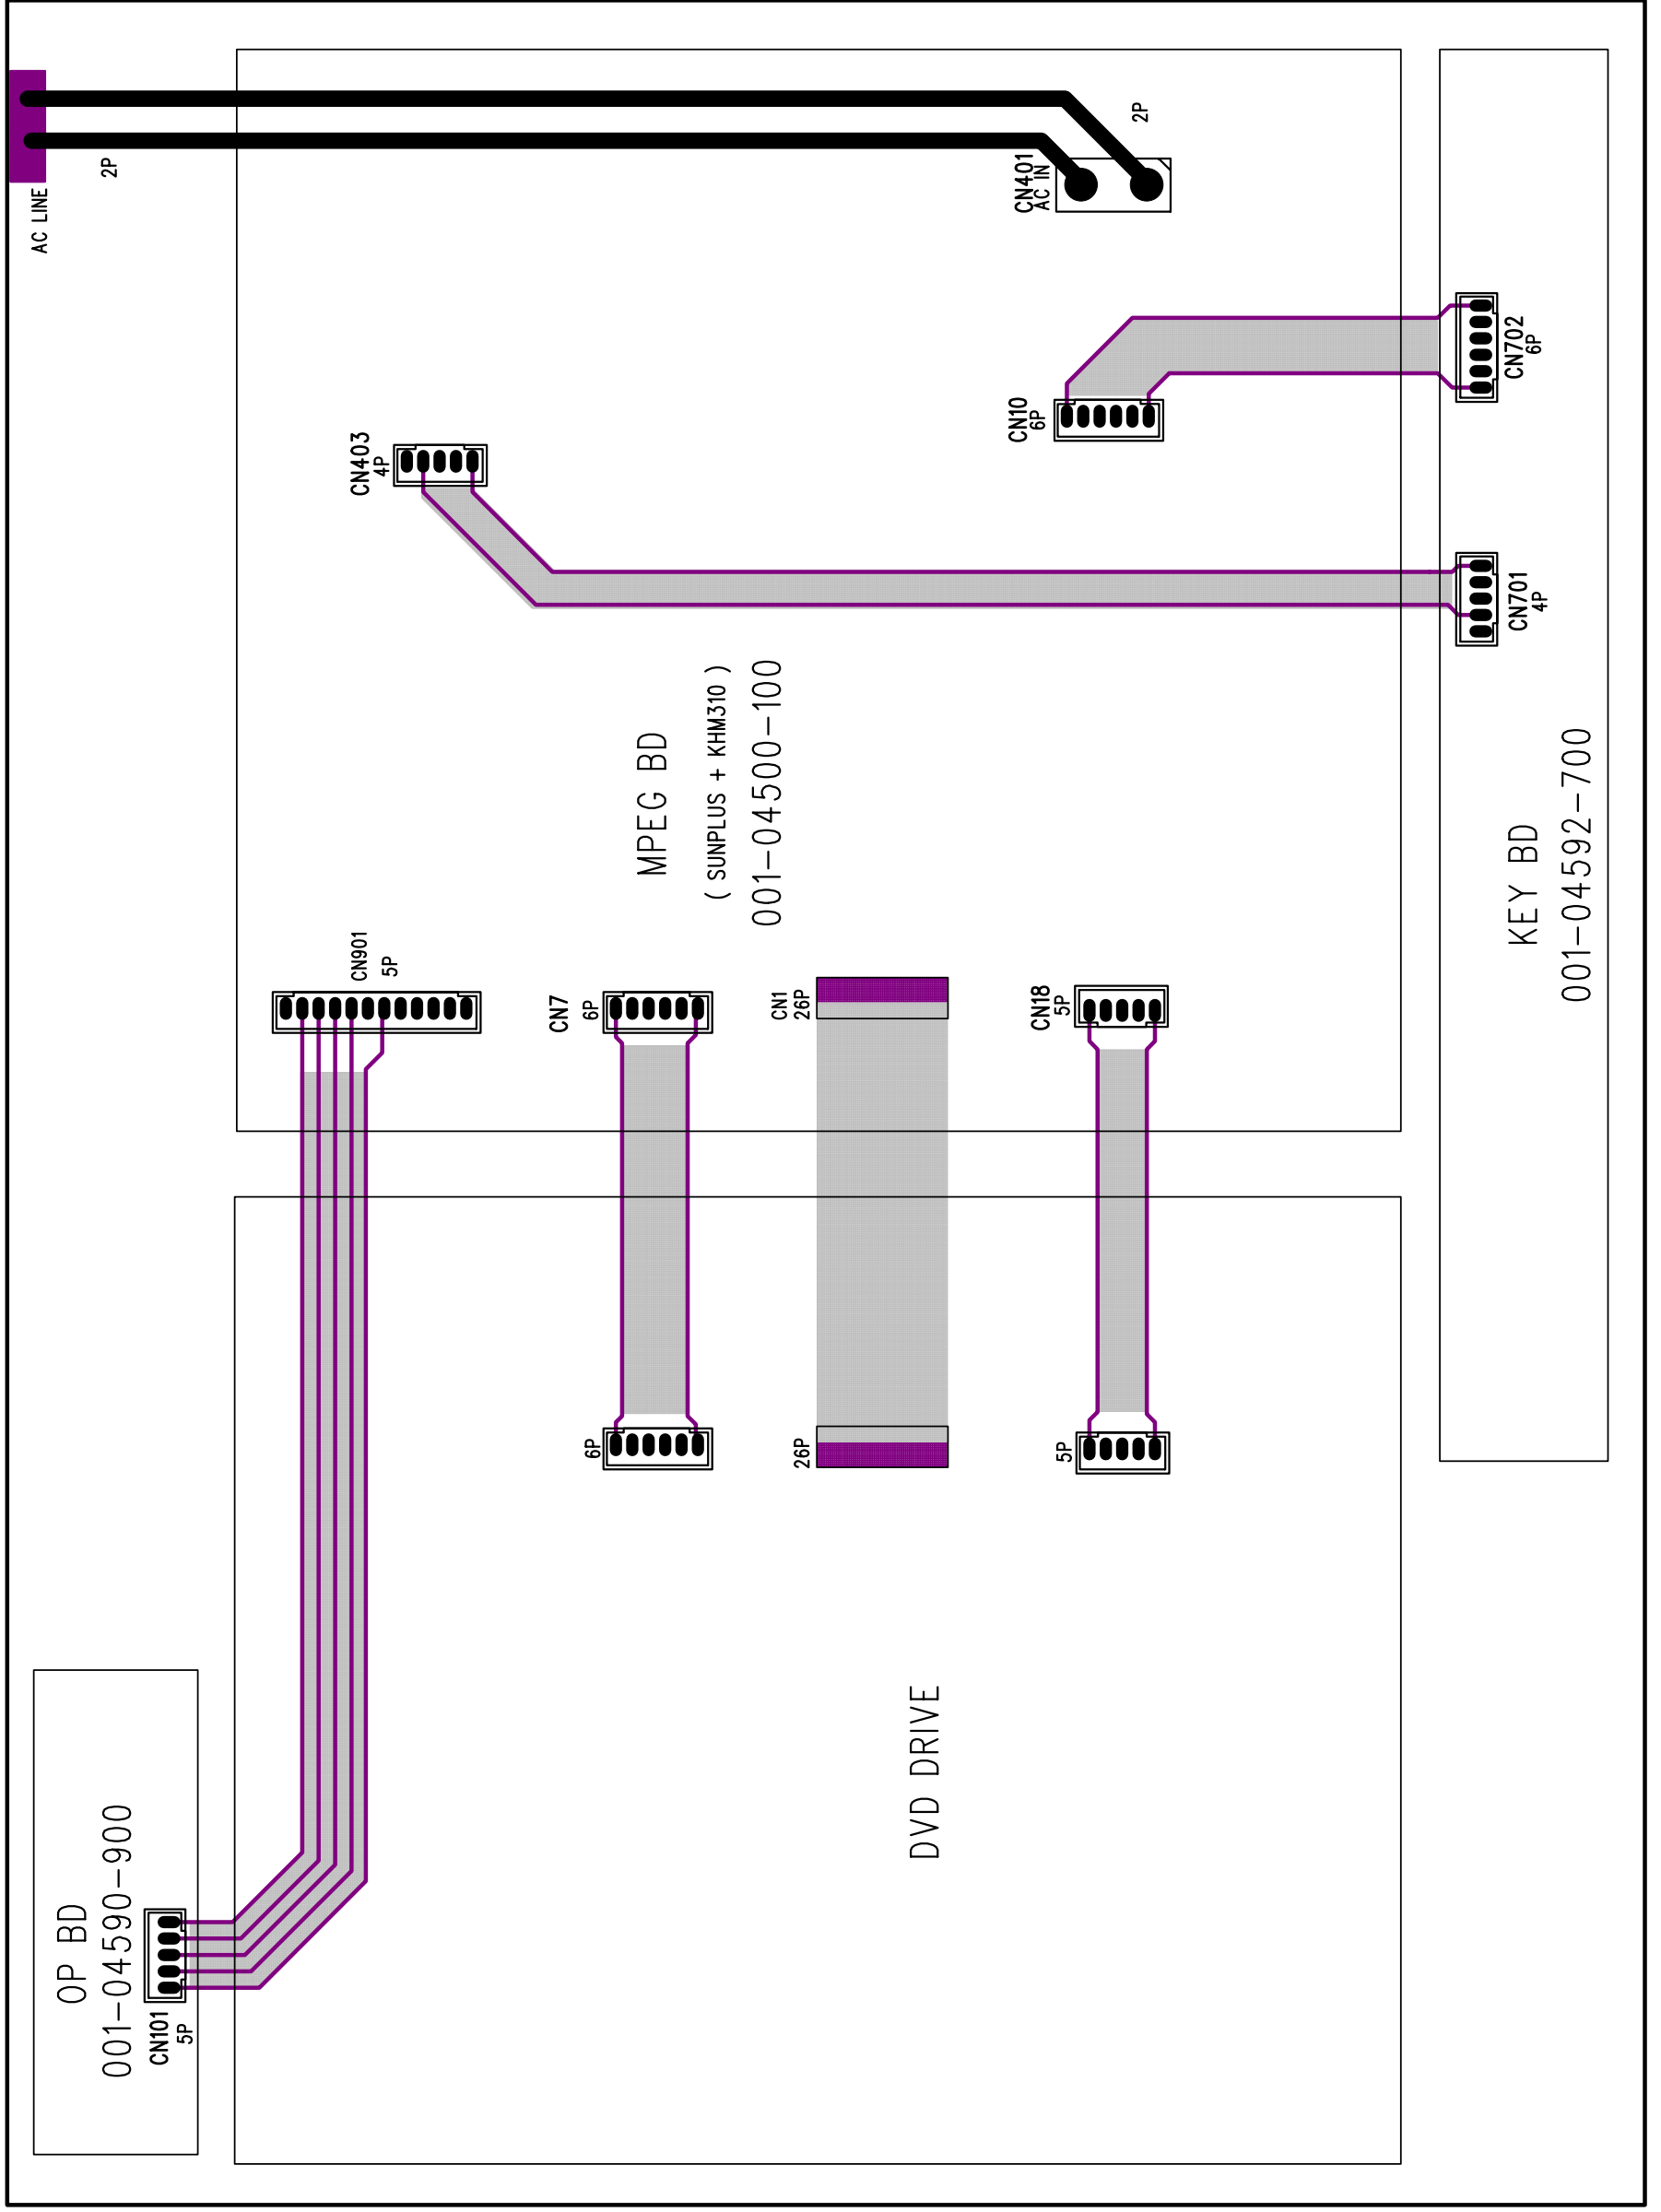 AC LINE
2P
CN401
AC IN
2P
CN403
4P
CN10
6P
CN702
6P
CN701
4P
MPEG BD
( SUNPLUS + KHM310 )
001-04500-100
KEY BD
001-04592-700
CN901
5P
CN7
6P
CN1
26P
CN18
5P
6P
26P
5P
DVD DRIVE
OP BD
001-04590-900
CN101
5P